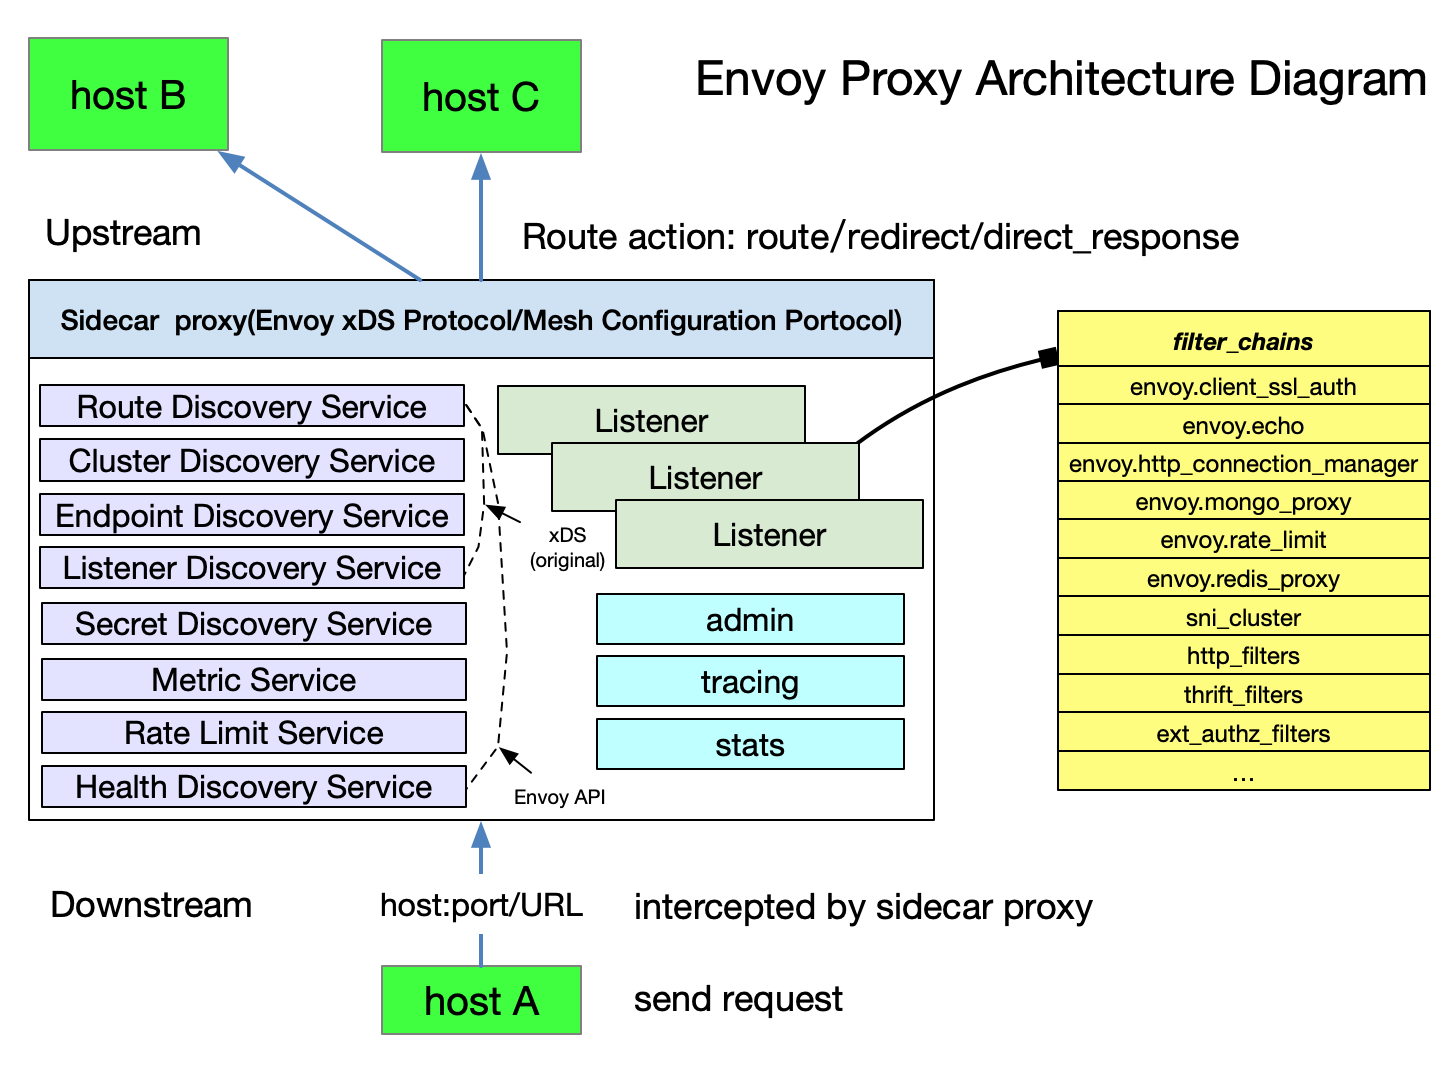 Envoy Proxy Architecture Diagram
host B
host C
Upstream
Route action: route/redirect/direct_response
Sidecar  proxy(Envoy xDS Protocol/Mesh Configuration Portocol)
Route Discovery Service
Cluster Discovery Service
Endpoint Discovery Service
Listener Discovery Service
Secret Discovery Service
Metric Service
Rate Limit Service
Health Discovery Service
xDS
(original)
Envoy API
Listener
Listener
Listener
admin
tracing
stats
filter_chains
envoy.client_ssl_auth
envoy.echo
envoy.http_connection_manager
envoy.mongo_proxy
envoy.rate_limit
envoy.redis_proxy
sni_cluster
http_filters
thrift_filters
ext_authz_filters
...
Downstream
host:port/URL
intercepted by sidecar proxy
host A
send request